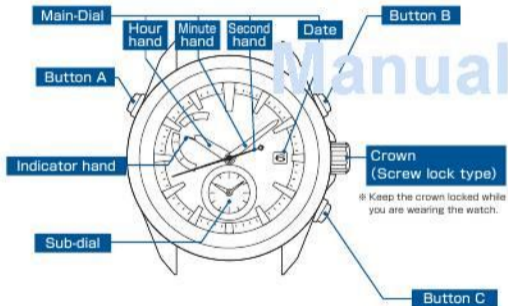 Main-Dial
Hour hand
Minute hand
Second hand
Date
Button B
Manual
Button A
Indicator hand
Crown
(Screw lock type)
※ Keep the crown locked while
you are wearing the watch.
Sub-dial
Button C